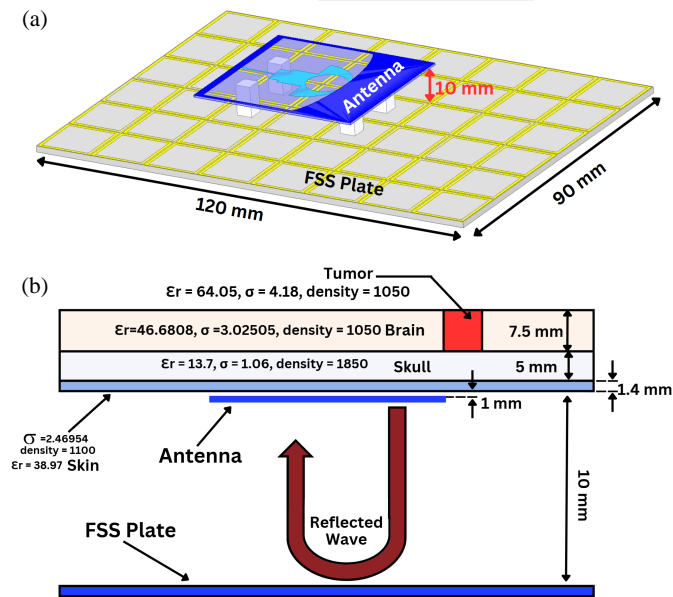 (a)
Antenna
10 mm
FSS Plate
120 mm
90 mm
(b)
Tumor
Ɛr = 64.05, σ = 4.18, density = 1050
Ɛr=46.6808, σ=3.02505, density = 1050 Brain
7.5 mm
Ɛr = 13.7, σ = 1.06, density = 1850
Skull
5 mm
1.4 mm
1 mm
σ =2.46954
density = 1100
Ɛr = 38.97 Skin
Antenna
10 mm
Reflected
Wave
FSS Plate